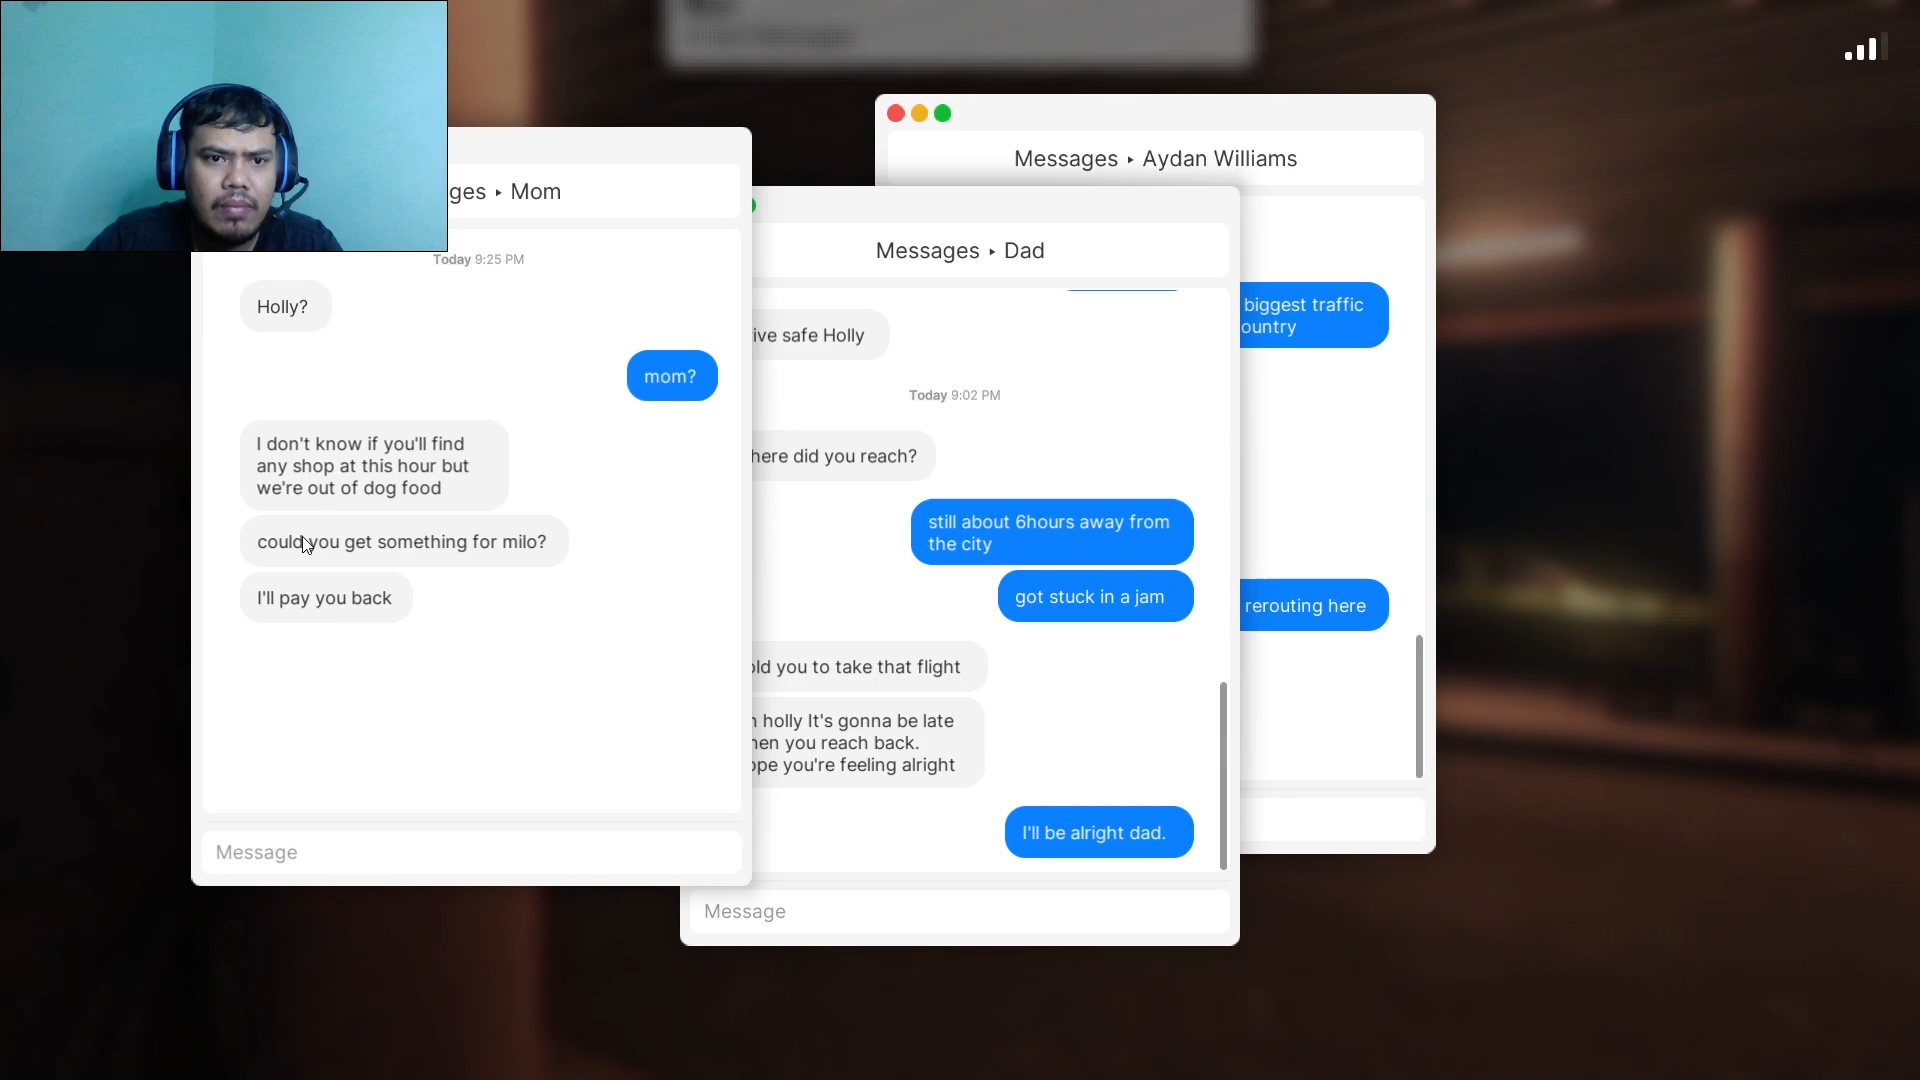 ges ▸ Mom
Today 9:25 PM
Holly?
mom?
I don't know if you'll find
any shop at this hour but
we're out of dog food
could you get something for milo?
I'll pay you back
Message
Messages ▸ Dad
ive safe Holly
Today 9:02 PM
here did you reach?
still about 6hours away from
the city
got stuck in a jam
old you to take that flight
holly It's gonna be late
hen you reach back.
ope you're feeling alright
I'll be alright dad.
Message
Messages ▸ Aydan Williams
biggest traffic
ountry
rerouting here